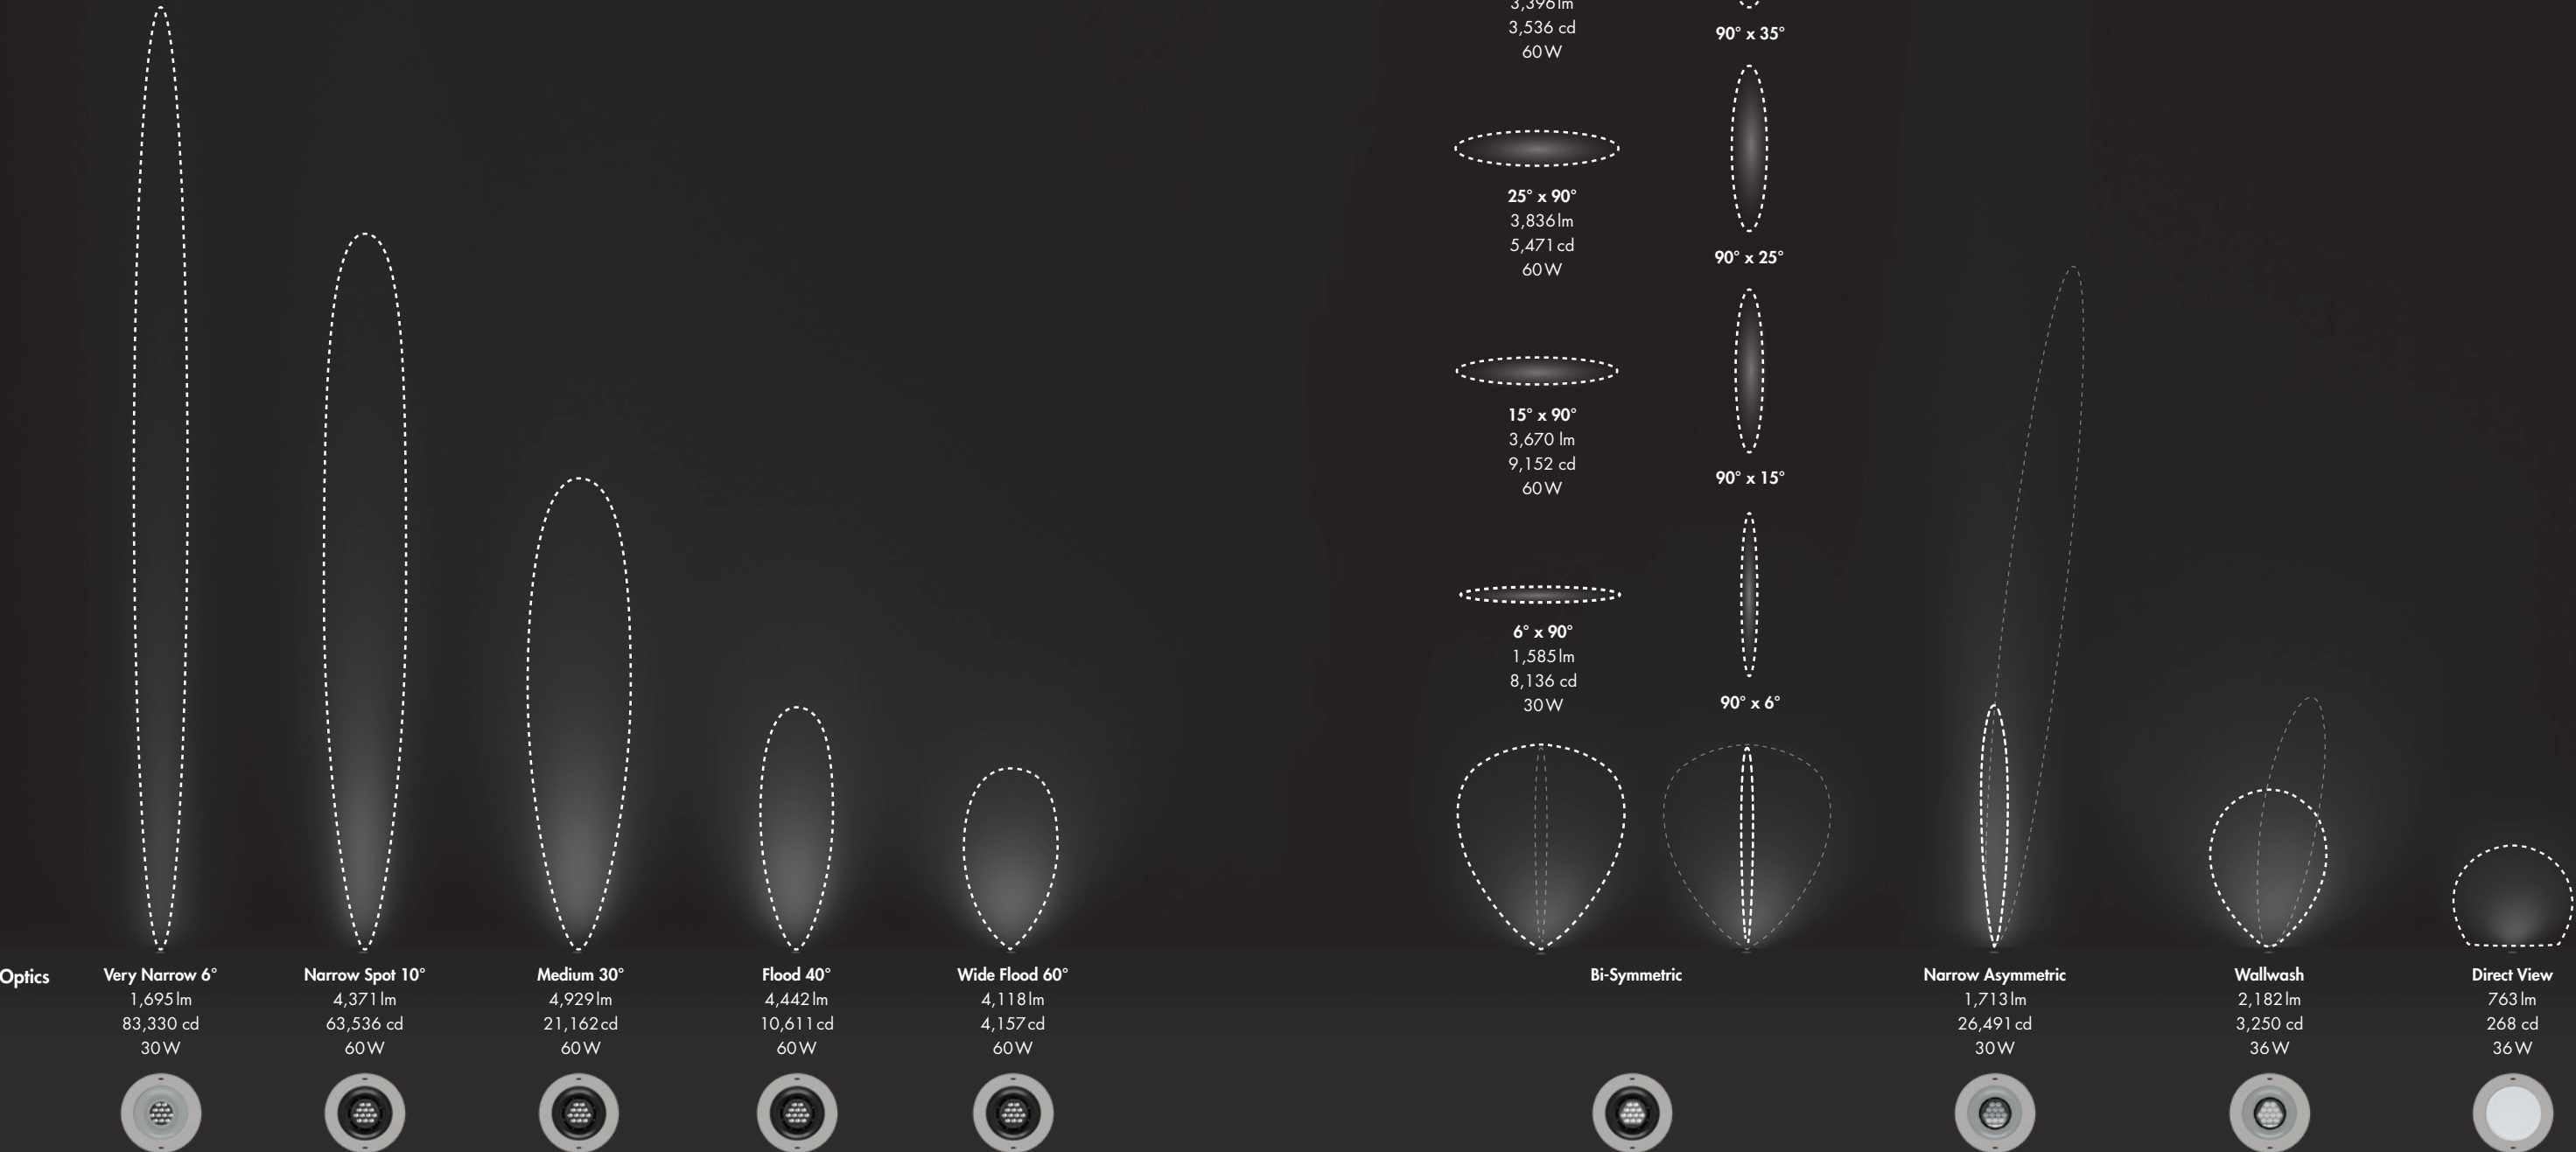 3,396lm
3,536 cd
60W
90° x 35°
25° x 90°
3,836lm
5,471cd
60W
90° x 25°
15° x 90°
3,670 lm
9,152 cd
60W
90° x 15°
6° x 90°
1,585lm
8,136 cd
30W
90° x 6°
Optics
Very Narrow 6°
1,695lm
83,330 cd
30W
Narrow Spot 10°
4,371lm
63,536 cd
60W
Medium 30°
4,929lm
21,162cd
60W
Flood 40°
4,442lm
10,611cd
60W
Wide Flood 60°
4,118lm
4,157cd
60W
Bi-Symmetric
Narrow Asymmetric
1,713lm
26,491cd
30W
Wallwash
2,182lm
3,250 cd
36W
Direct View
763lm
268 cd
36W